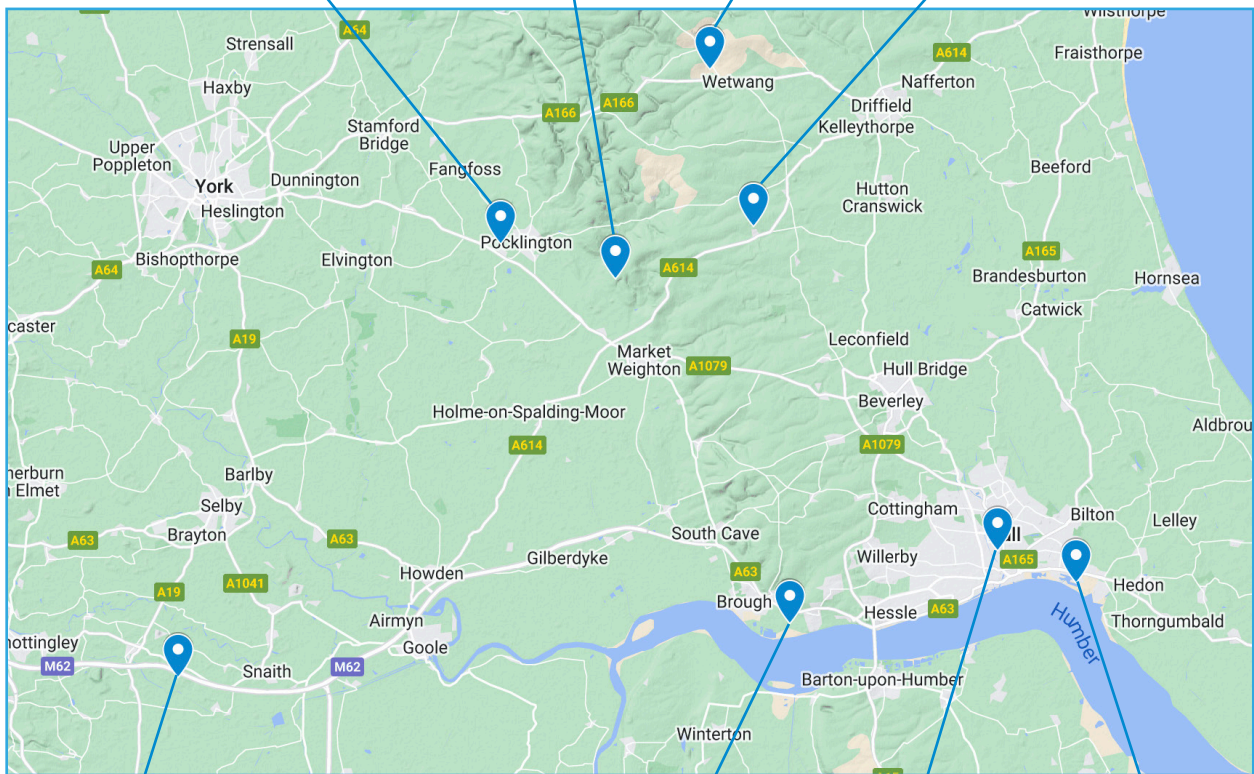 Wilsthorpe
A64
Strensall
A614
Fraisthorpe
Wetwang
Nafferton
Haxby
A166
A166
Driffield
Kelleythorpe
Stamford
Bridge
Upper
Poppleton
Fangfoss
Beeford
York
Dunnington
Hutton
Cranswick
Heslington
Pocklington
A165
Bishopthorpe
Elvington
A64
A614
Brandesburton
Hornsea
Catwick
caster
A19
Leconfield
Market
Weighton
A1079
Hull Bridge
Beverley
Holme-on-Spalding-Moor
Aldbrou
A614
A1079
herburn
n Elmet
Barlby
Selby
Cottingham
Bilton
Lelley
Brayton
A63
A63
South Cave
ll
Gilberdyke
Willerby
A165
Howden
A63
Hedon
A19
A1041
Brough
Hessle
A63
Airmyn
Thorngumbald
Humber
nottingley
Goole
M62
Snaith
M62
Barton-upon-Humber
Winterton